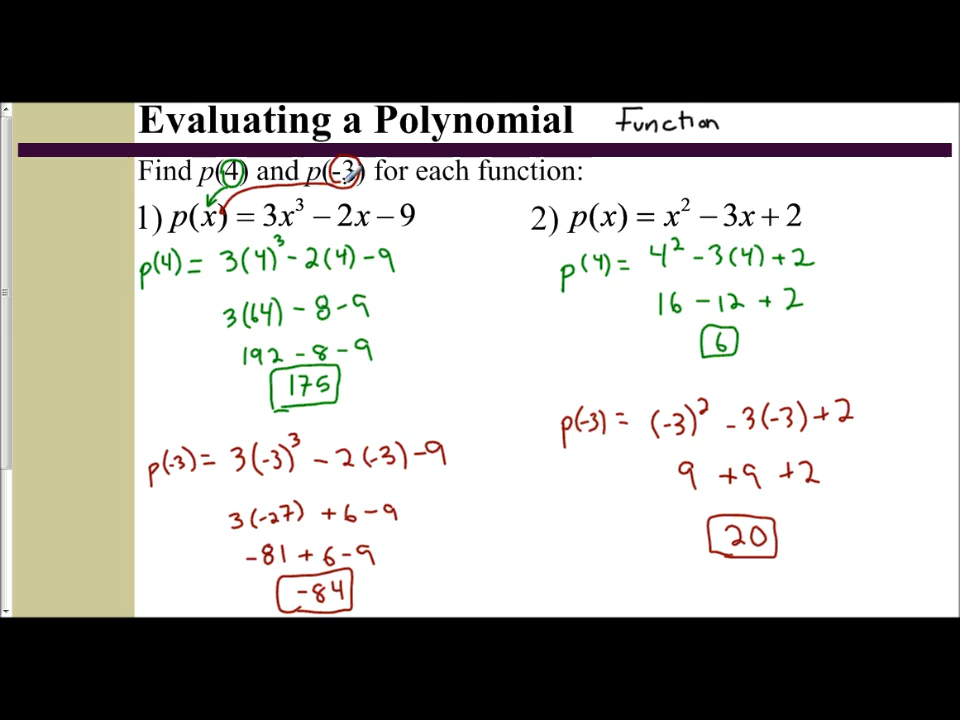 Evaluating a Polynomial Function
Find p(4) and p(-3) for each function:
1) p(x) = 3x³ − 2x − 9
p(4) = 3(4)³ - 2(4) - 9
3(64) - 8 - 9
192 - 8 - 9
175
p(-3) = 3(-3)³ - 2(-3) - 9
3(-27) + 6 - 9
-81 + 6 - 9
-84
2) p(x) = x² − 3x + 2
p(4) = 4² - 3(4) + 2
16 - 12 + 2
6
p(-3) = (-3)² - 3(-3) + 2
9 + 9 + 2
20